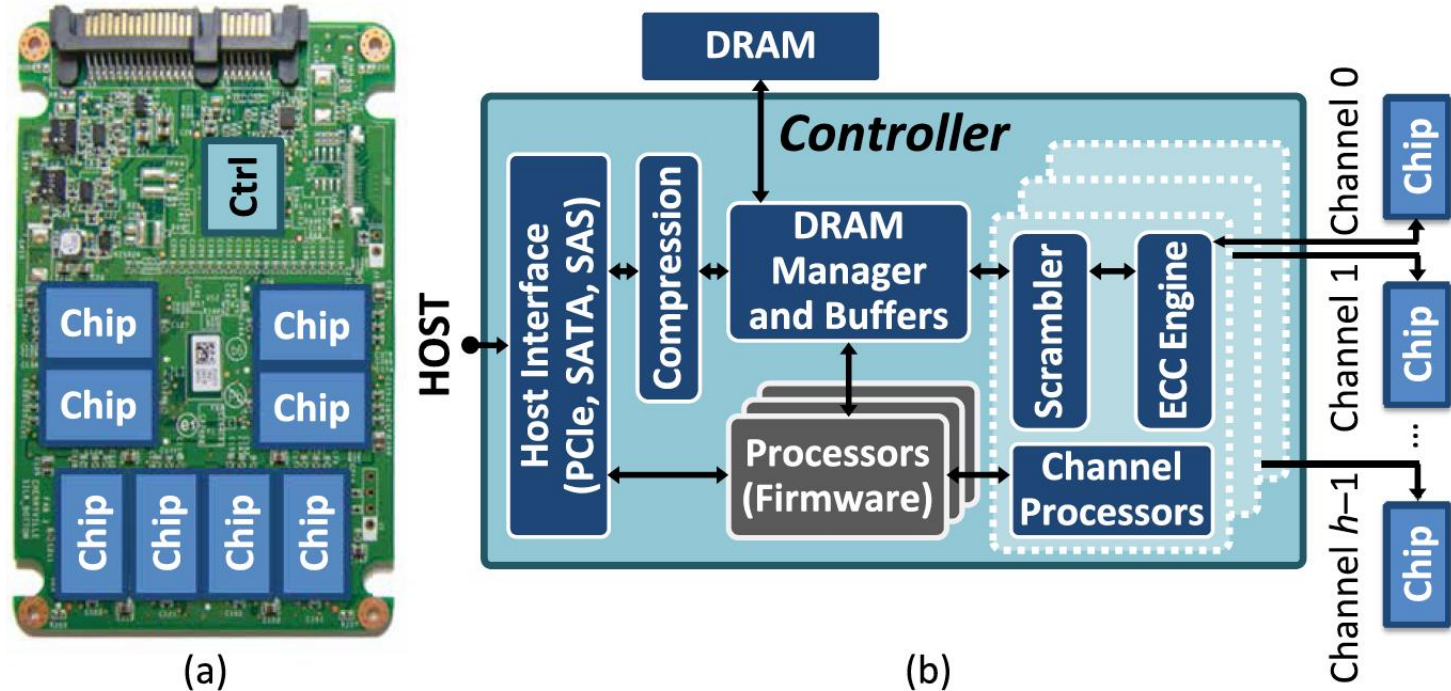 Ctrl
Chip
Chip
Chip
Chip
Chip
Chip
Chip
Chip
(a)
DRAM
Controller
HOST
Host Interface
(PCIe, SATA, SAS)
Compression
DRAM
Manager
and Buffers
Processors
(Firmware)
Scrambler
ECC Engine
Channel
Processors
Channel 0
Chip
Channel 1
Chip
...
Channel h–1
Chip
(b)